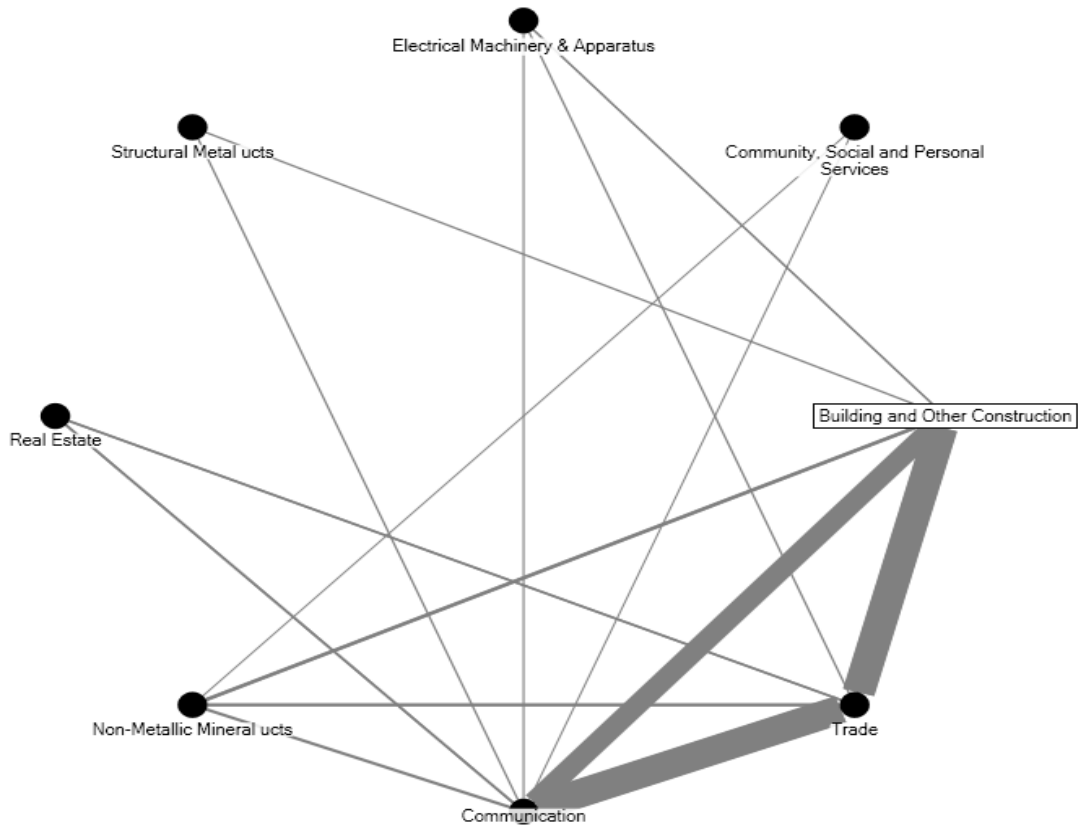 Electrical Machinery & Apparatus
Structural Metal ucts
Community, Social and Personal
Services
Building and Other Construction
Real Estate
Non-Metallic Mineral ucts
Trade
Communication